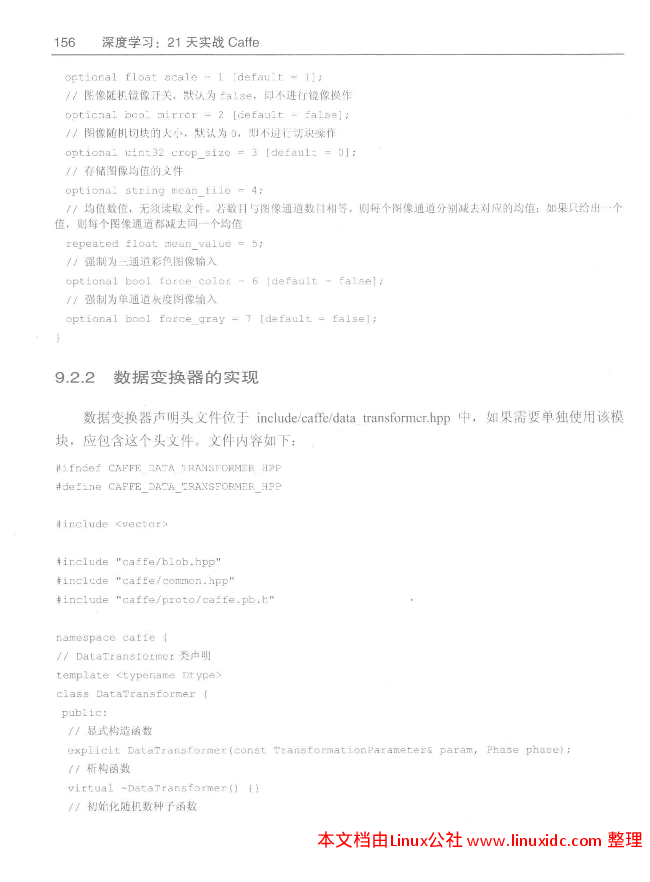 156 深度学习：21 天实战 Caffe
optional float scale = 1 [default = 1];
// 图像随机镜像开关，默认为 false，即不进行镜像操作
optional bool mirror = 2 [default = false];
// 图像随机切块的大小，默认为 0，即不进行切块操作
optional uint32 crop_size = 3 [default = 0];
// 存储图像均值的文件
optional string mean_file = 4;
// 均值数值，无须读取文件。若数目与图像通道数目相等，则每个图像通道分别减去对应的均值；如果只给出一个
值，则每个图像通道都减去同一个均值
repeated float mean_value = 5;
// 强制为三通道彩色图像输入
optional bool force_color = 6 [default = false];
// 强制为单通道灰度图像输入
optional bool force_gray = 7 [default = false];
}
9.2.2 数据变换器的实现
数据变换器声明头文件位于 include/caffe/data_transformer.hpp 中，如果需要单独使用该模
块，应包含这个头文件。文件内容如下：
#ifndef CAFFE_DATA_TRANSFORMER_HPP
#define CAFFE_DATA_TRANSFORMER_HPP
#include <vector>
#include "caffe/blob.hpp"
#include "caffe/common.hpp"
#include "caffe/proto/caffe.pb.h"
namespace caffe {
// DataTransformer 类声明
template <typename Dtype>
class DataTransformer {
public:
// 显式构造函数
explicit DataTransformer(const TransformationParameter& param, Phase phase);
// 析构函数
virtual ~DataTransformer() {}
// 初始化随机数种子函数
本文档由Linux公社 www.linuxidc.com 整理